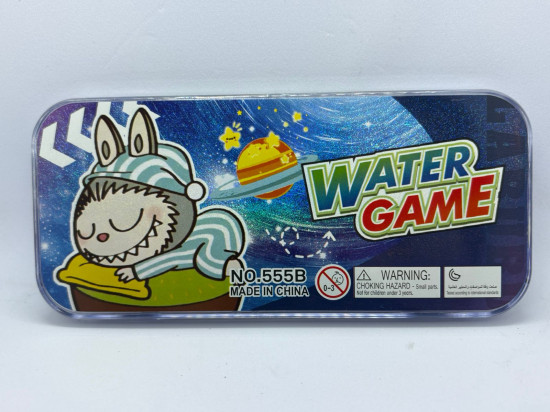 WATER
GAME
NO.555B
MADE IN CHINA
0-3
WARNING:
CHOKING HAZARD - Small parts.
Not for children under 3 years.